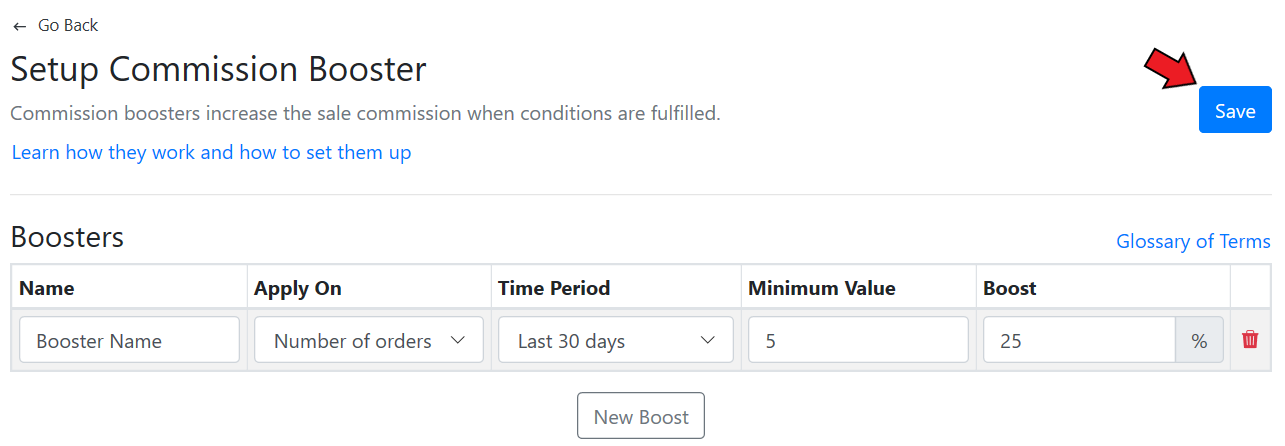 ← Go Back
Setup Commission Booster
Commission boosters increase the sale commission when conditions are fulfilled.
Save
Learn how they work and how to set them up
Boosters
Glossary of Terms
Name Apply On Time Period Minimum Value Boost
Booster Name Number of orders Last 30 days 5 25 %
New Boost